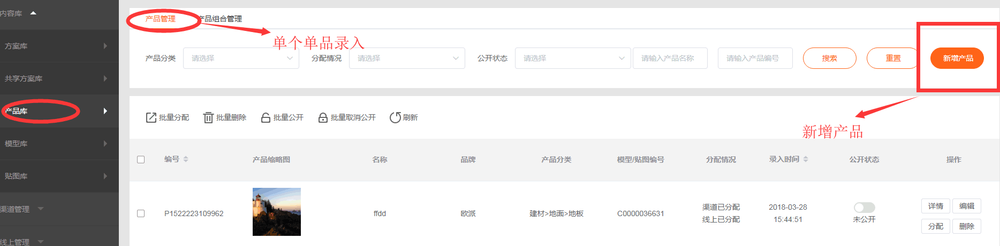 内容库
方案库
共享方案库
产品库
模型库
贴图库
渠道管理
线上管理
产品管理
产品组合管理
单个单品录入
产品分类 请选择 分配情况 请选择 公开状态 请选择 请输入产品名称 请输入产品编号 搜索 重置 新增产品
新增产品
批量分配 批量删除 批量公开 批量取消公开 刷新
编号 产品缩略图 名称 品牌 产品分类 模型/贴图编号 分配情况 录入时间 公开状态 操作
P1522223109962 ffdd 欧派 建材>地面>地板 C0000036631
渠道已分配
线上已分配
2018-03-28
15:44:51
未公开
详情 编辑
分配 删除